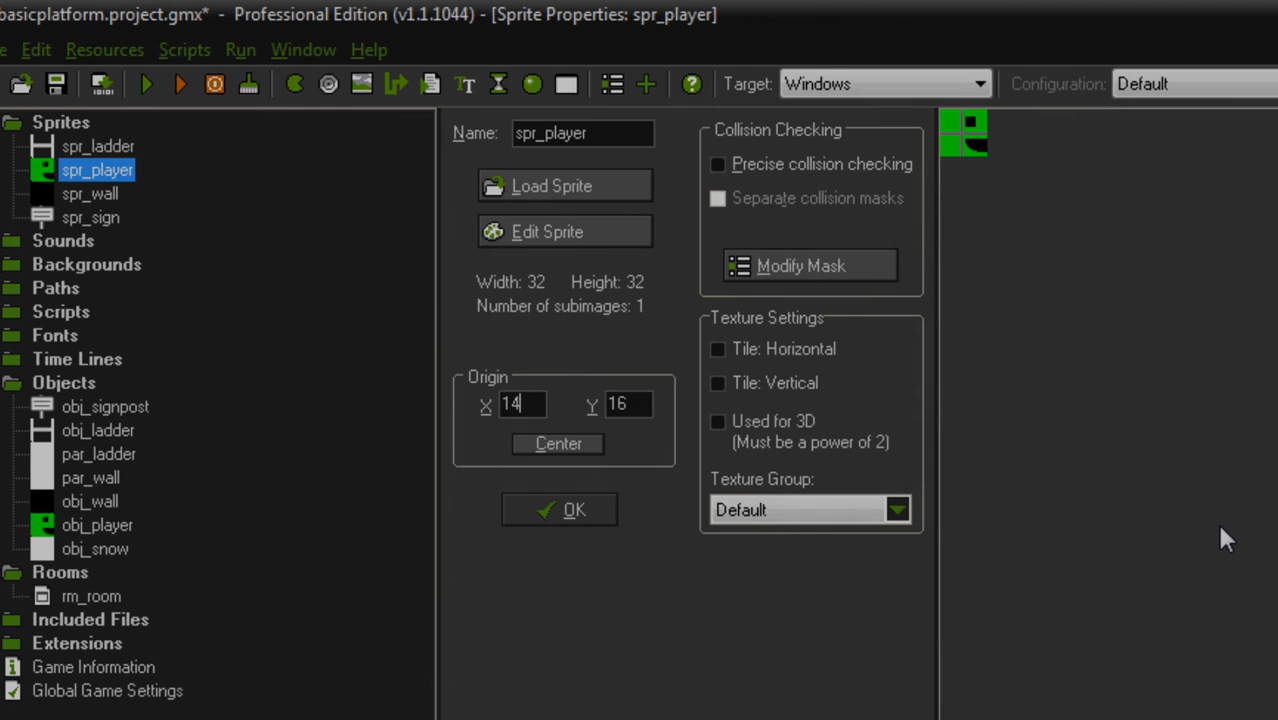 basicplatform.project.gmx* - Professional Edition (v1.1.1044) - [Sprite Properties: spr_player]
e Edit Resources Scripts Run Window Help
Target: Windows Configuration: Default
Sprites
spr_ladder
spr_player
spr_wall
spr_sign
Sounds
Backgrounds
Paths
Scripts
Fonts
Time Lines
Objects
obj_signpost
obj_ladder
par_ladder
par_wall
obj_wall
obj_player
obj_snow
Rooms
rm_room
Included Files
Extensions
Game Information
Global Game Settings
Name: spr_player
Load Sprite
Edit Sprite
Width: 32 Height: 32
Number of subimages: 1
Origin
X 14 Y 16
Center
OK
Collision Checking
Precise collision checking
Separate collision masks
Modify Mask
Texture Settings
Tile: Horizontal
Tile: Vertical
Used for 3D
(Must be a power of 2)
Texture Group:
Default